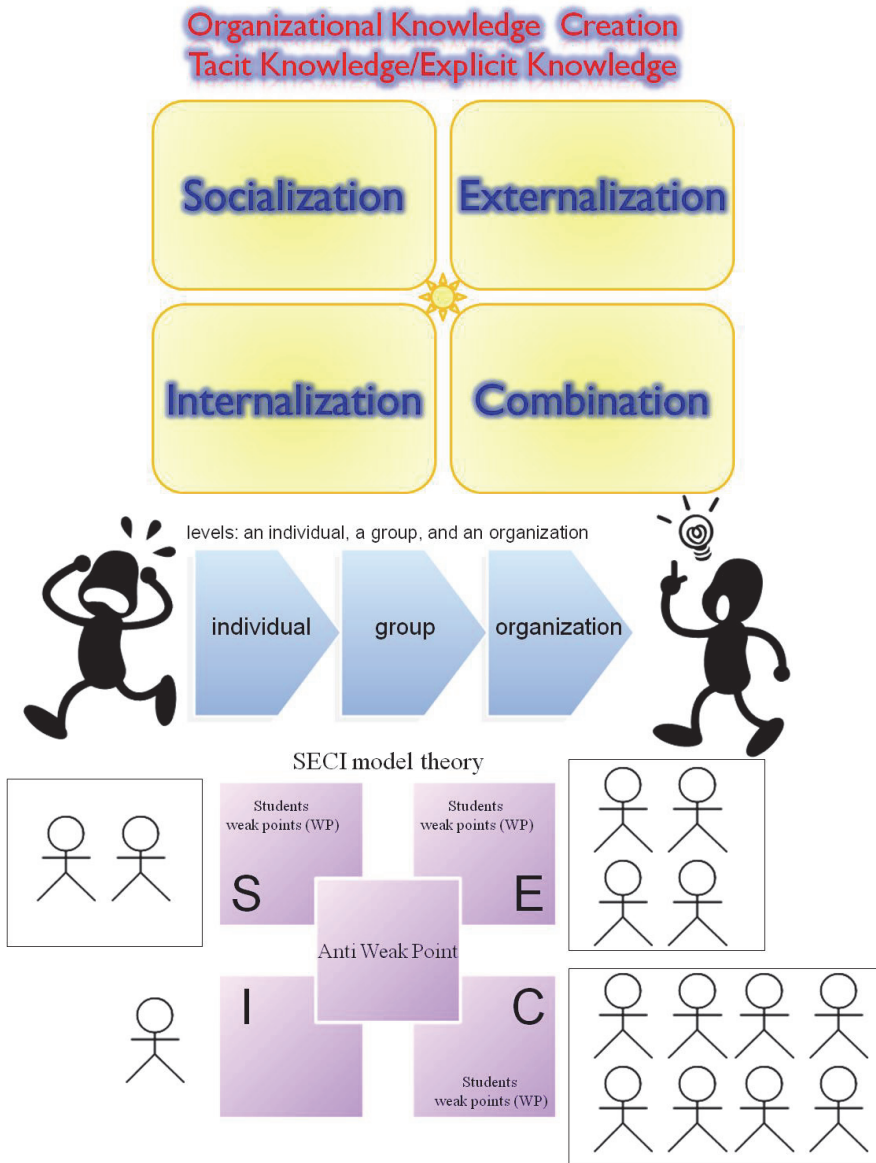 Organizational Knowledge Creation
Tacit Knowledge/Explicit Knowledge
Socialization
Externalization
Internalization
Combination
levels: an individual, a group, and an organization
individual
group
organization
SECI model theory
Students
weak points (WP)
S
Students
weak points (WP)
E
Anti Weak Point
I
C
Students
weak points (WP)